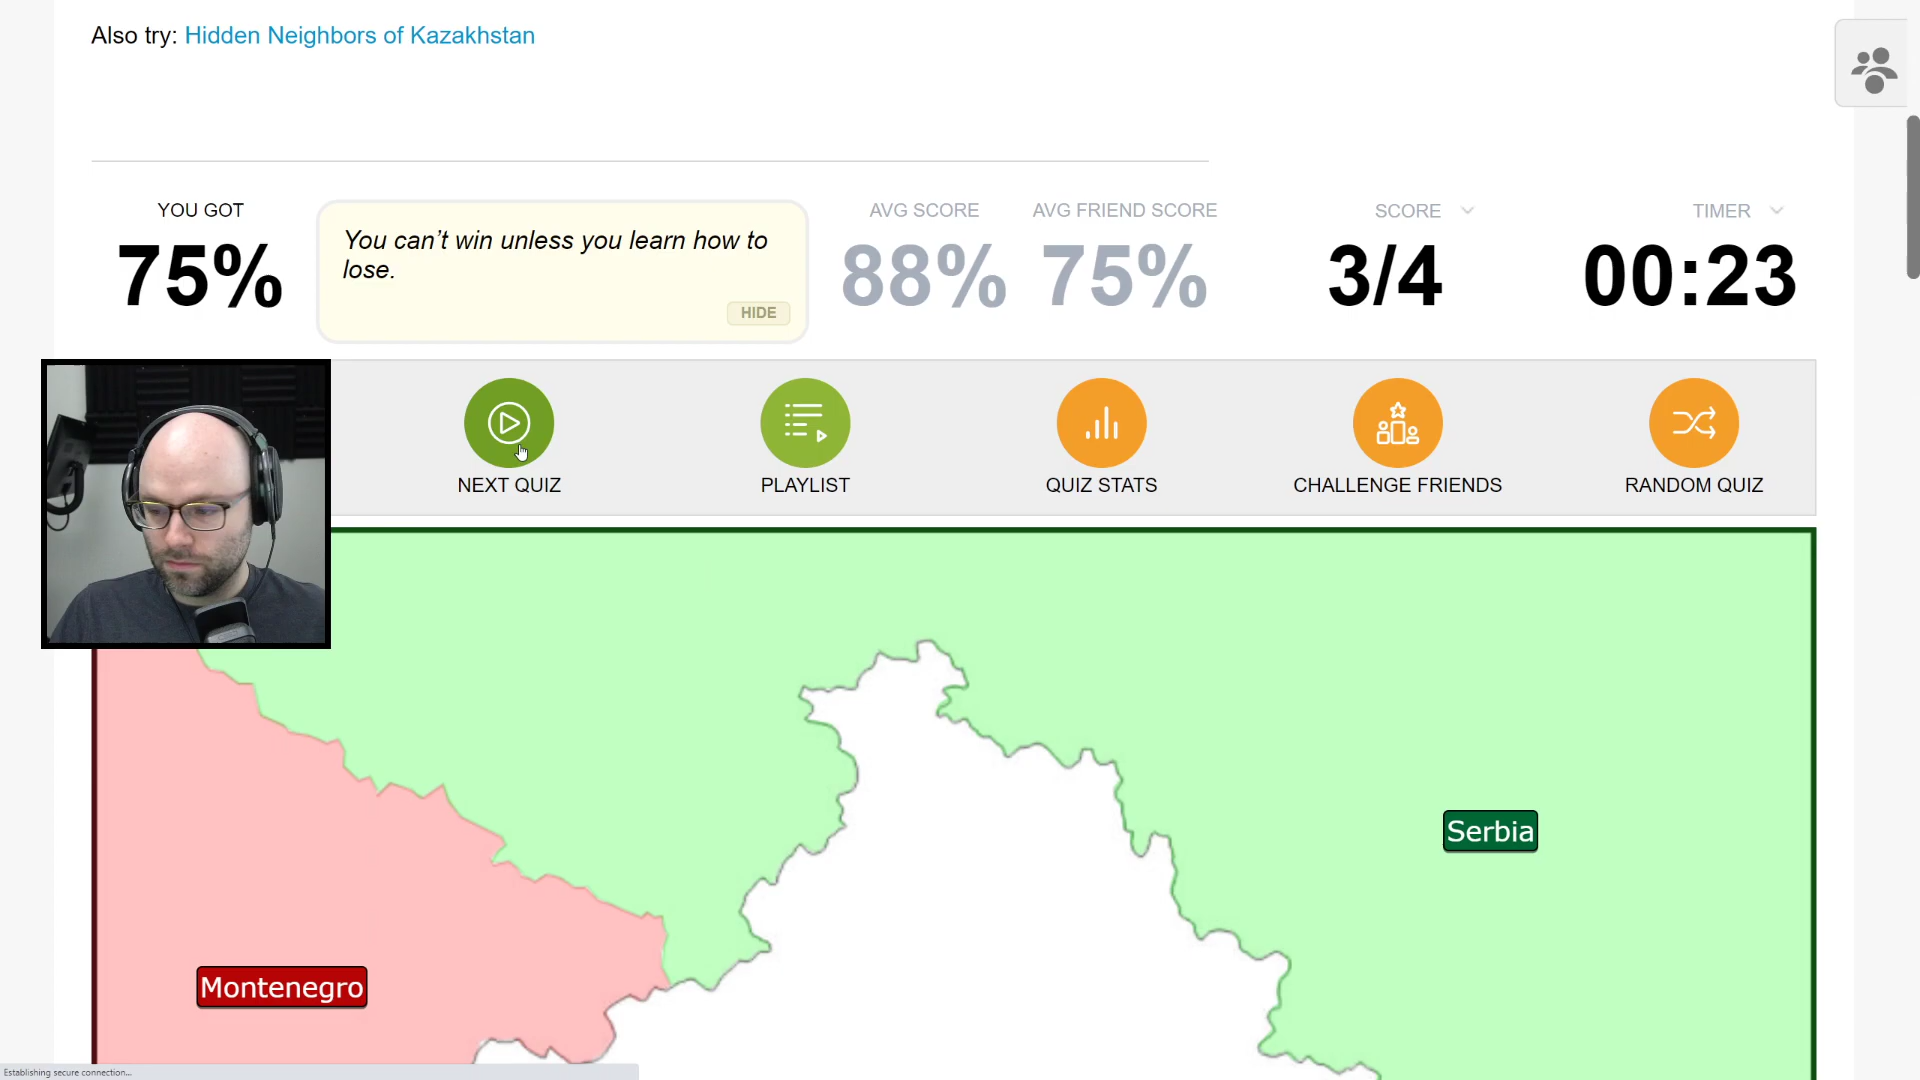 Also try: Hidden Neighbors of Kazakhstan
YOU GOT
75%
You can’t win unless you learn how to
lose.
HIDE
AVG SCORE
88%
AVG FRIEND SCORE
75%
SCORE
3/4
TIMER
00:23
NEXT QUIZ
PLAYLIST
QUIZ STATS
CHALLENGE FRIENDS
RANDOM QUIZ
Serbia
Montenegro
Establishing secure connection...